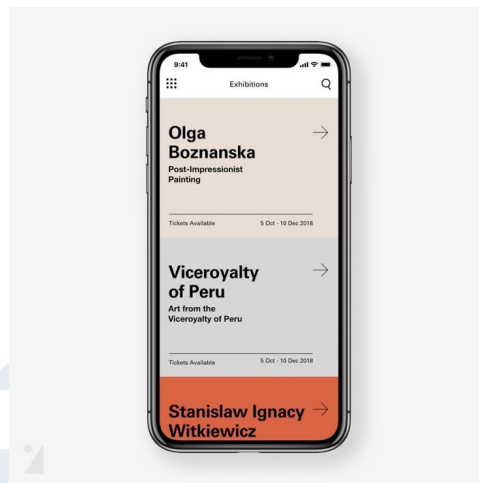 9:41
Exhibitions
Olga
Boznanska
Post-Impressionist
Painting
Tickets Available 5 Oct - 10 Dec 2018
Viceroyalty
of Peru
Art from the
Viceroyalty of Peru
Tickets Available 5 Oct - 10 Dec 2018
Stanislaw Ignacy
Witkiewicz